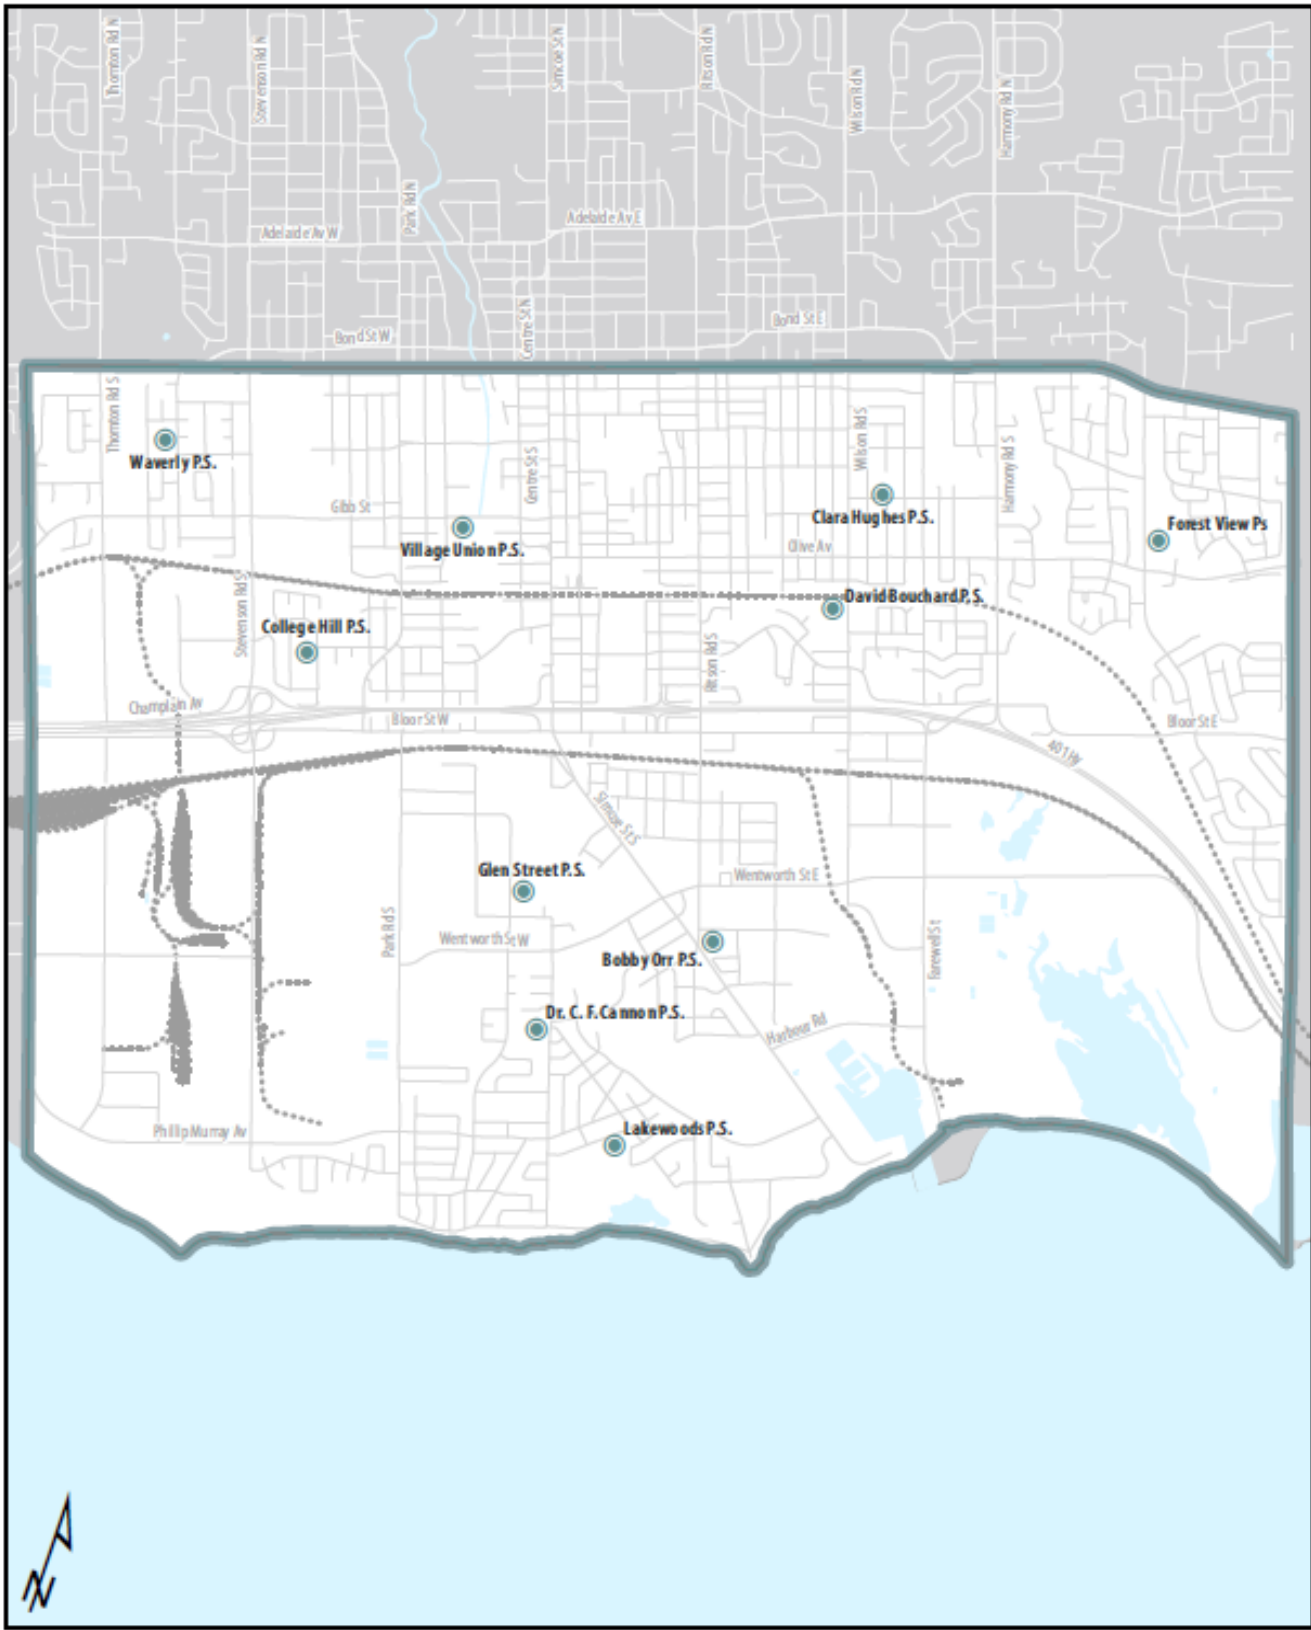 Thornton Rd N
Stevenson Rd N
Simcoe St N
Ritson Rd N
Wilson Rd N
Harmony Rd N
Park Rd N
Adelaide Av W
Adelaide Av E
Centre St N
Bond St W
Bond St E
Thornton Rd S
Waverly P.S.
Centre St S
Wilson Rd S
Harmony Rd S
Gibb St
Clara Hughes P.S.
Forest View Ps
Village Union P.S.
Olive Av
Stevenson Rd S
David Bouchard P.S.
College Hill P.S.
Ritson Rd S
Champlain Av
Bloor St W
Bloor St E
401 Hy
Simcoe St S
Glen Street P.S.
Wentworth St E
Park Rd S
Wentworth St W
Farewell St
Bobby Orr P.S.
Dr. C. F. Cannon P.S.
Harbour Rd
Phillip Murray Av
Lakewoods P.S.
N